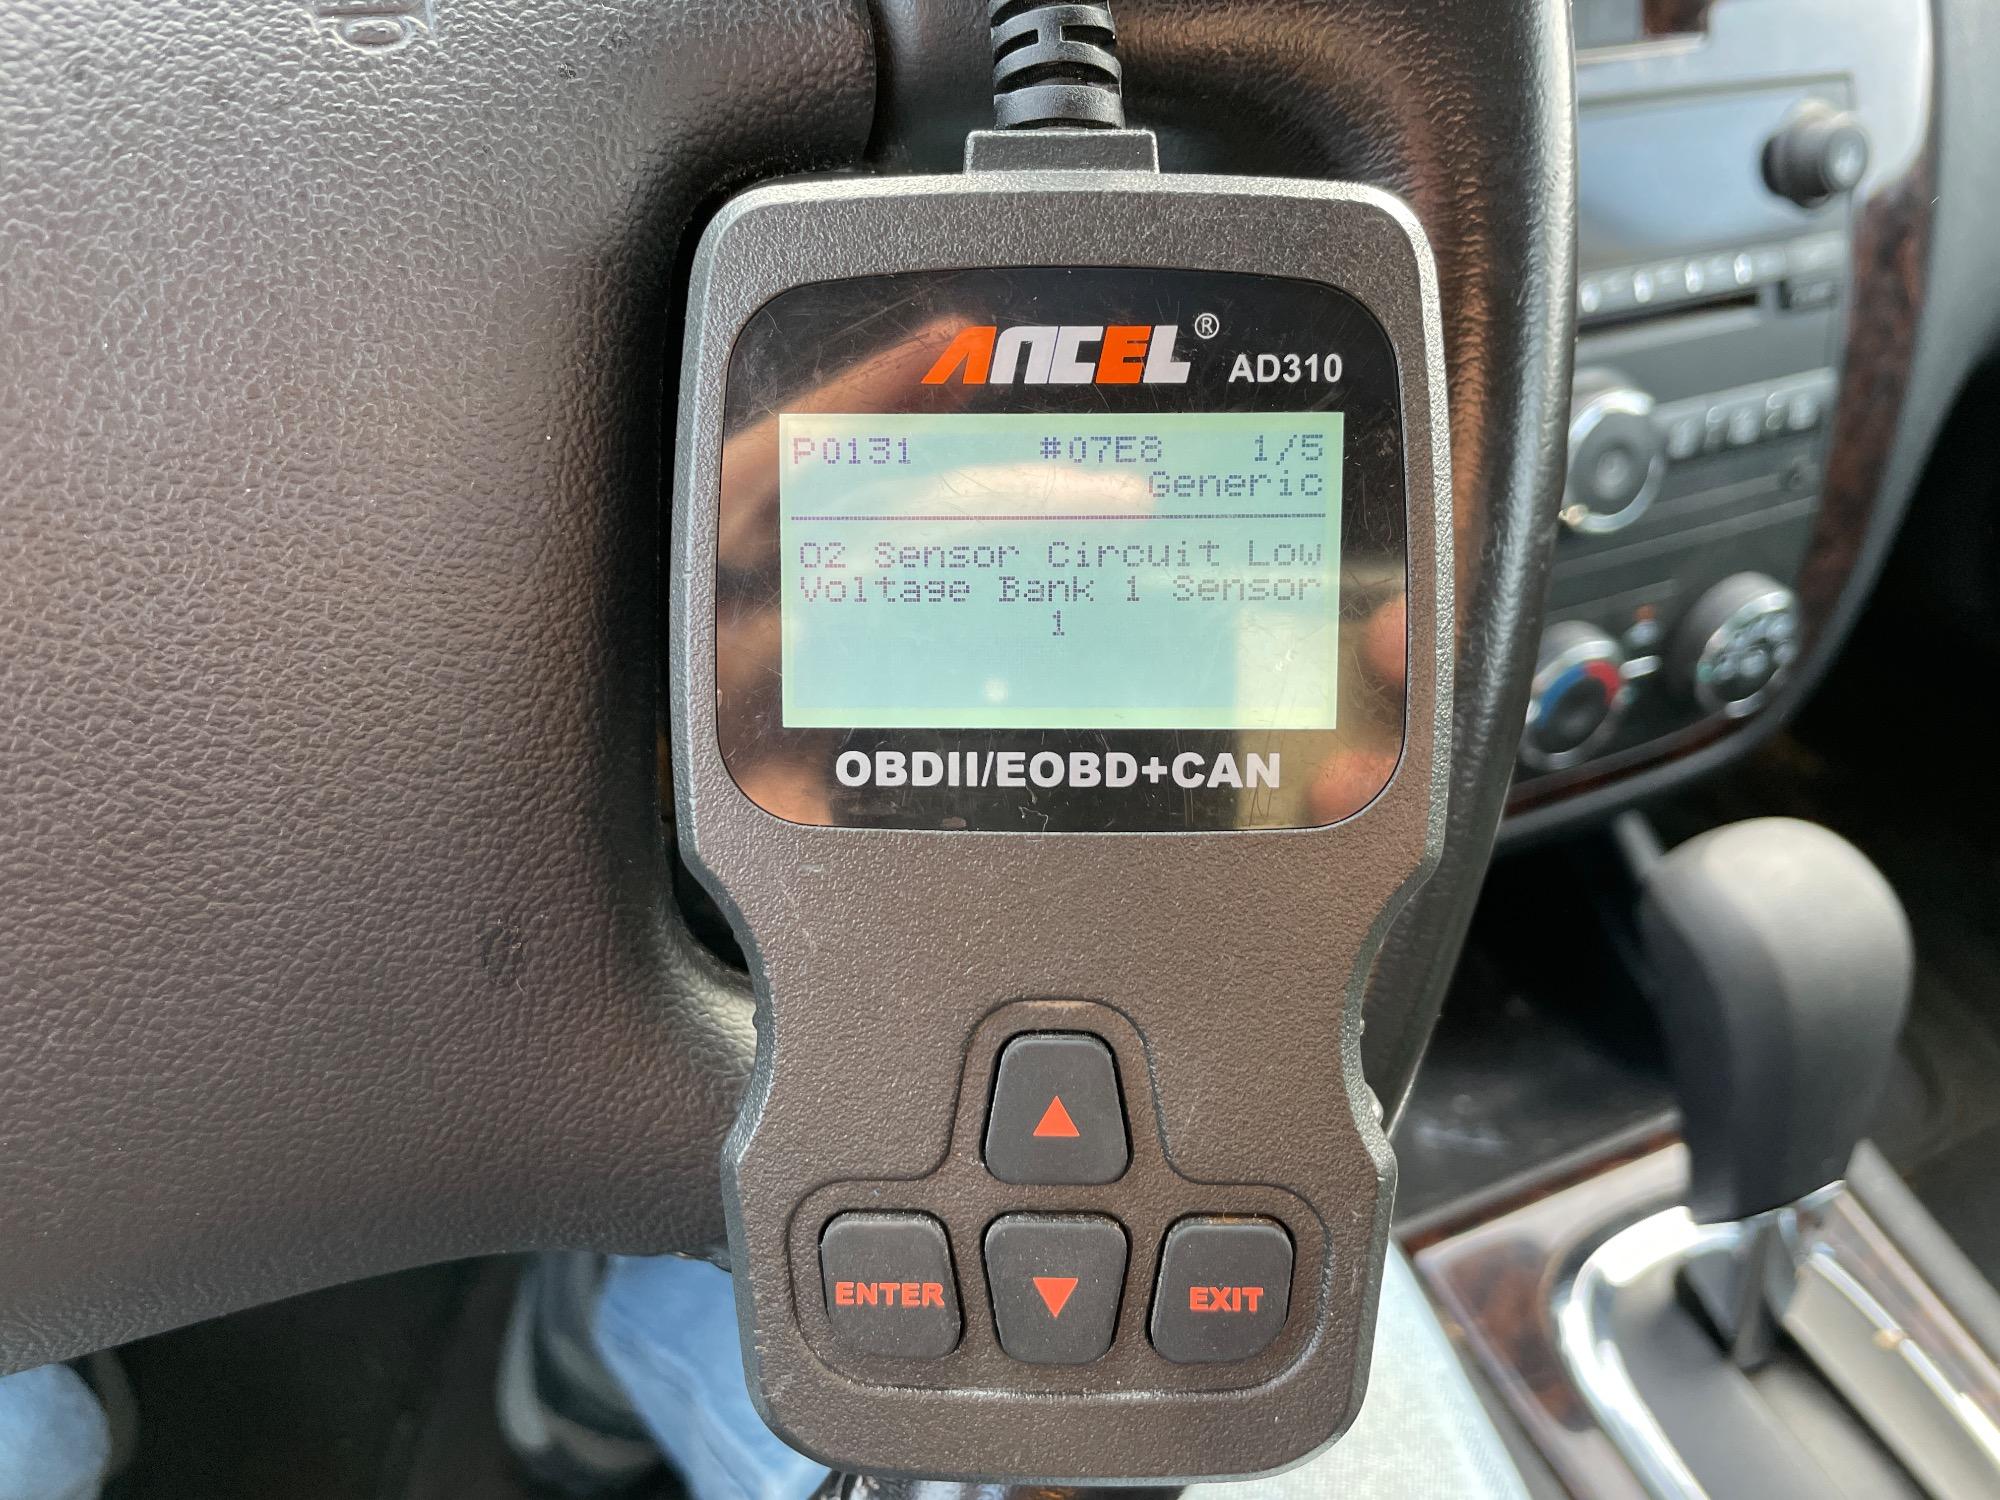 ANCEL® AD310
P0131 #07E8 1/5
Generic
O2 Sensor Circuit Low
Voltage Bank 1 Sensor
1
OBDII/EOBD+CAN
ENTER
EXIT